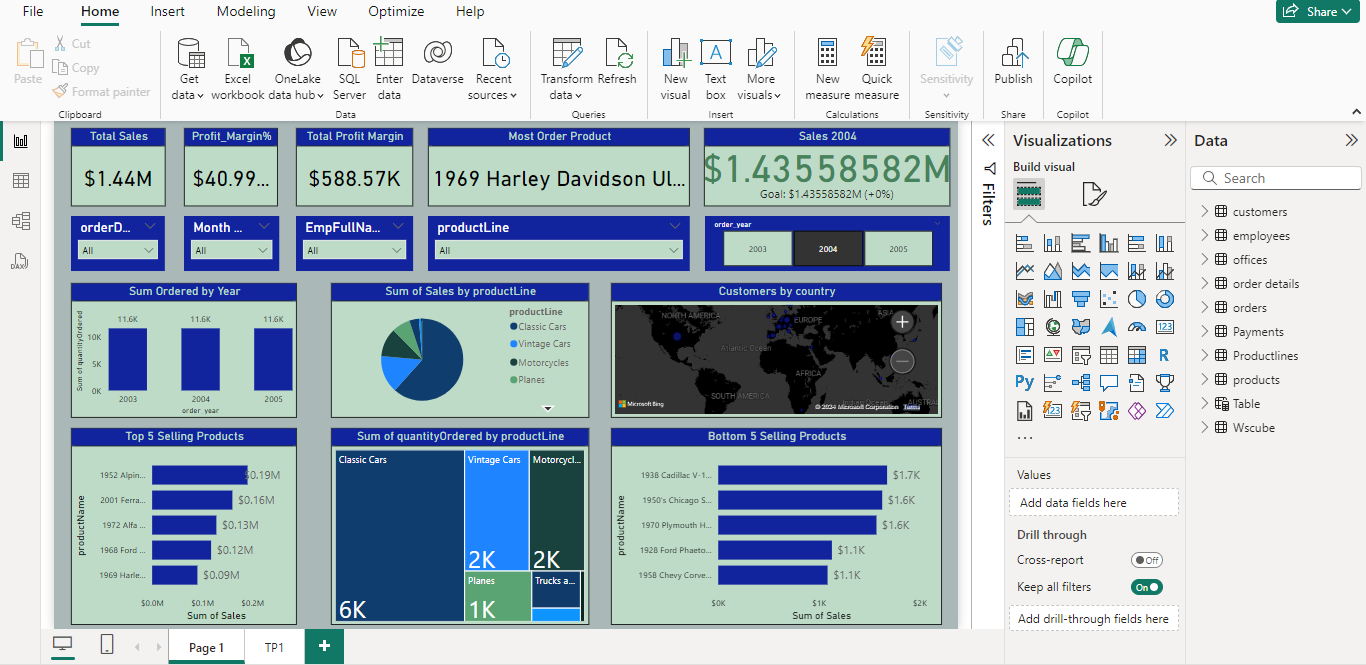 File Home Insert Modeling View Optimize Help Share
Paste
Cut
Copy
Format painter
Clipboard
Get data
Excel workbook
OneLake data hub
SQL Server
Enter data
Dataverse
Recent sources
Data
Transform data
Refresh
Queries
New visual
Text box
More visuals
Insert
New measure
Quick measure
Calculations
Sensitivity
Sensitivity
Publish
Share
Copilot
Copilot
Total Sales
$1.44M
Profit_Margin%
$40.99...
Total Profit Margin
$588.57K
Most Order Product
1969 Harley Davidson Ul...
Sales 2004
$1.43558582M
Goal: $1.43558582M (+0%)
orderD...
All
Month ...
All
EmpFullNa...
All
productLine
All
order_year
2003 2004 2005
Sum Ordered by Year
Sum of quantityOrdered
10K
5K
0K
11.6K 11.6K 11.6K
2003 2004 2005
order_year
Sum of Sales by productLine
productLine
Classic Cars
Vintage Cars
Motorcycles
Planes
Customers by country
NORTH AMERICA
EUROPE
ASIA
Atlantic Ocean
AFRICA
SOUTH AMERICA
Indian Ocean
AUSTRA
Microsoft Bing
© 2024 Microsoft Corporation Terms
Top 5 Selling Products
productName
1952 Alpin... $0.19M
2001 Ferra... $0.16M
1972 Alfa ... $0.13M
1968 Ford ... $0.12M
1969 Harle... $0.09M
$0.0M $0.1M $0.2M
Sum of Sales
Sum of quantityOrdered by productLine
Classic Cars
6K
Vintage Cars
2K
Motorcycl...
2K
Planes
1K
Trucks a...
Bottom 5 Selling Products
productName
1938 Cadillac V-1... $1.7K
1950's Chicago S... $1.6K
1970 Plymouth H... $1.6K
1928 Ford Phaeto... $1.1K
1958 Chevy Corve... $1.1K
$0K $1K $2K
Sum of Sales
Filters
Visualizations
Build visual
123
R
Py
123
...
Values
Add data fields here
Drill through
Cross-report Off
Keep all filters On
Add drill-through fields here
Data
Search
customers
employees
offices
order details
orders
Payments
Productlines
products
Table
Wscube
DAX
Page 1
TP1
+